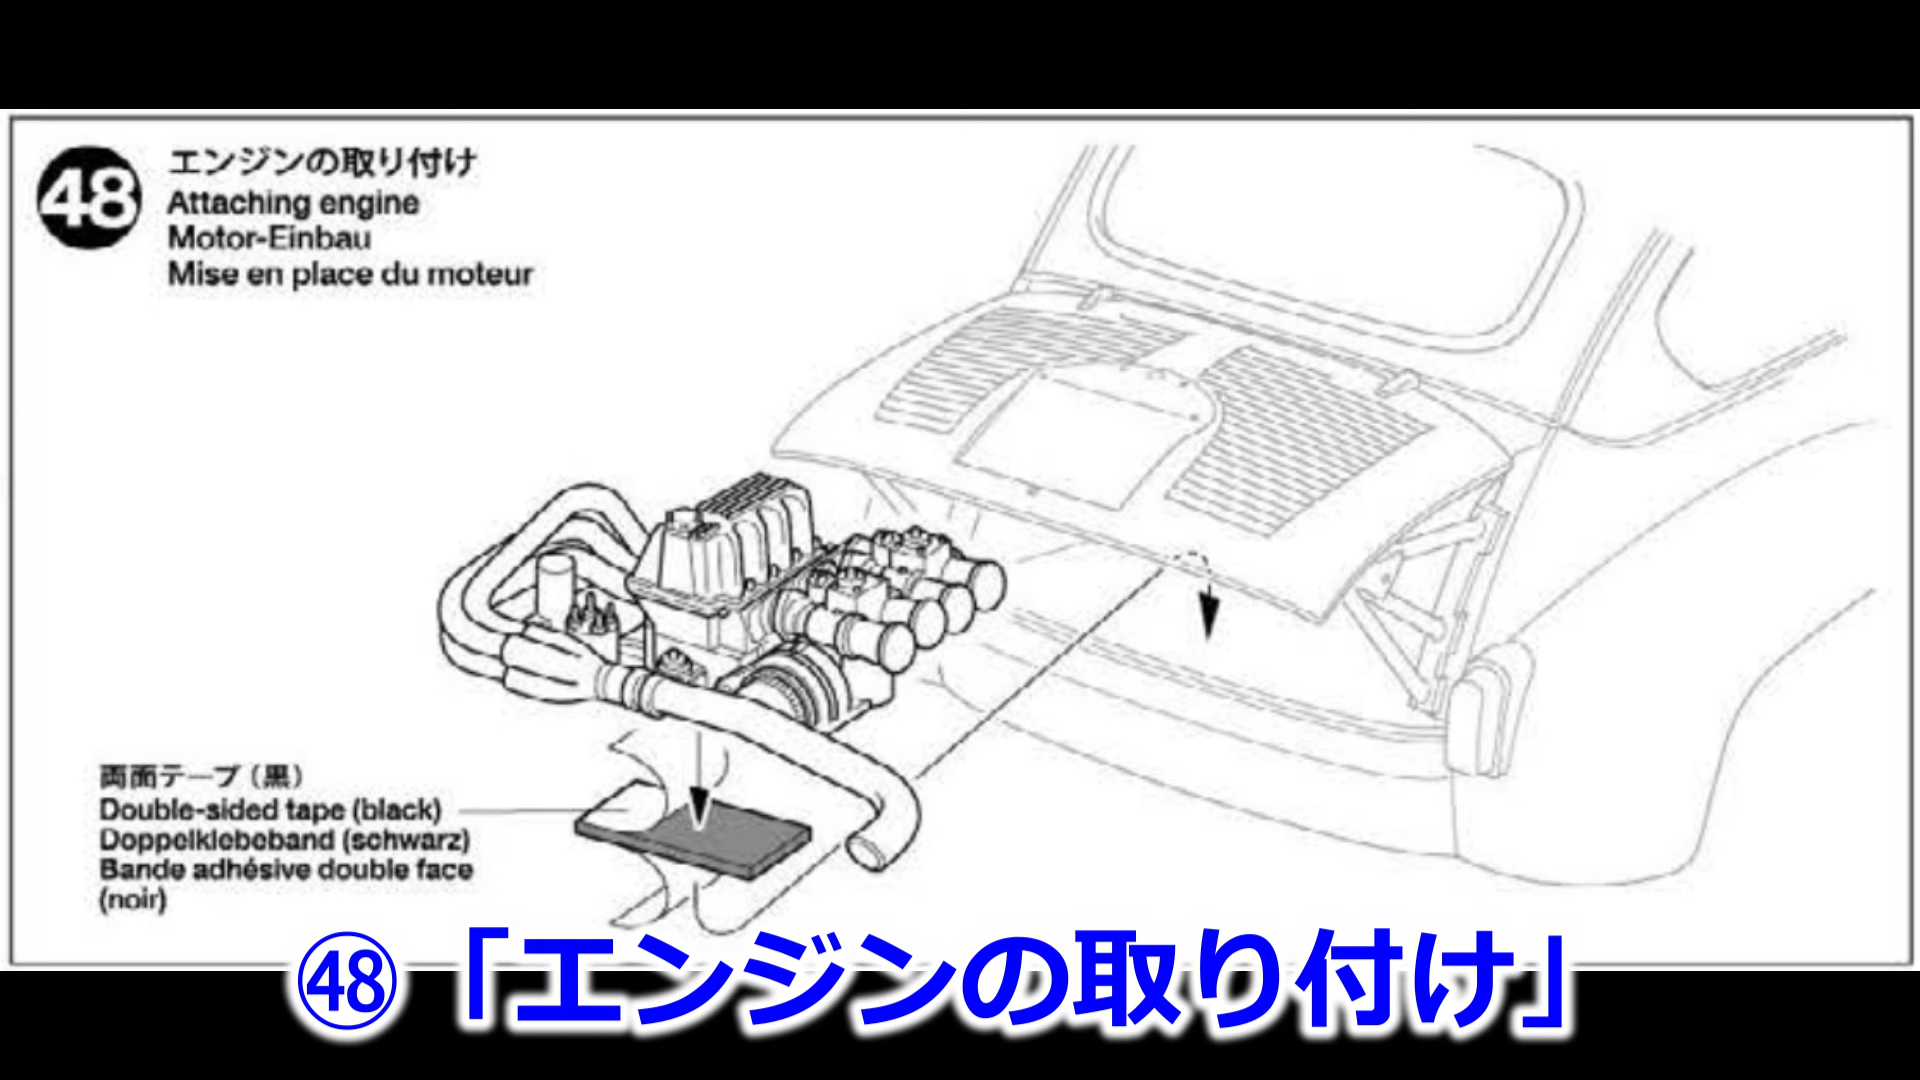 48
エンジンの取り付け
Attaching engine
Motor-Einbau
Mise en place du moteur
両面テープ（黒）
Double-sided tape (black)
Doppelklebeband (schwarz)
Bande adhésive double face
(noir)
㊽「エンジンの取り付け」